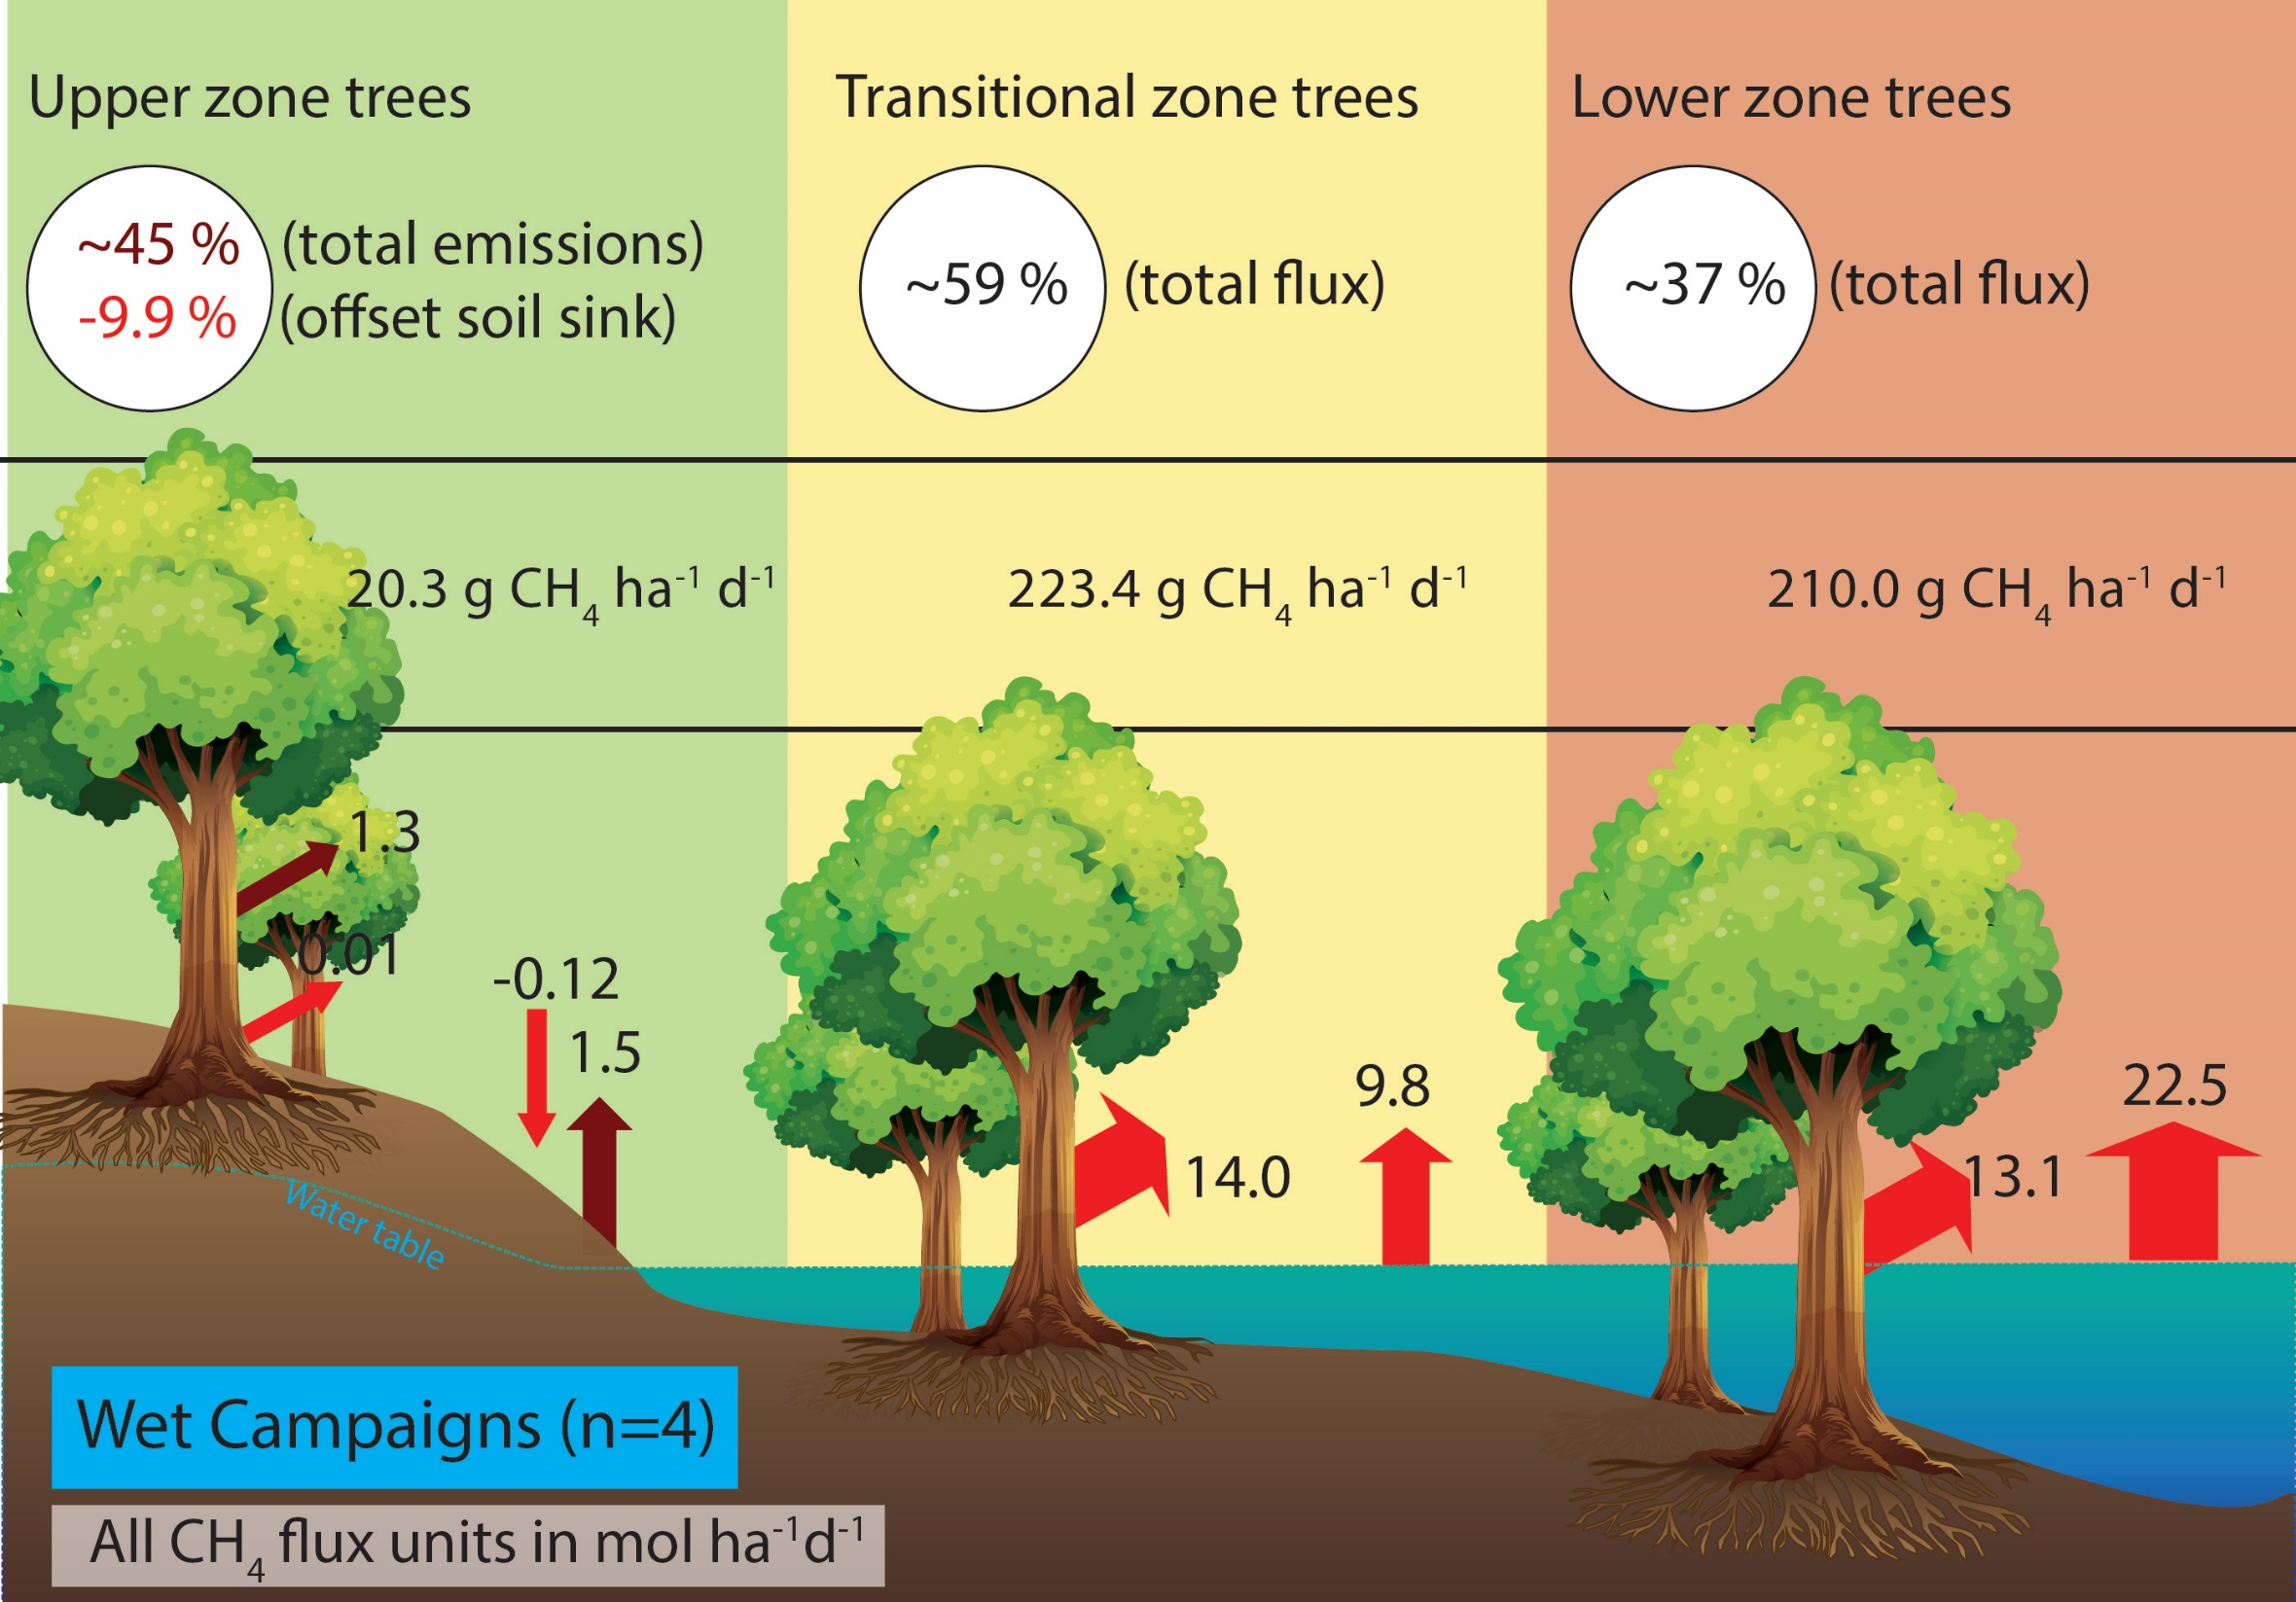 Upper zone trees
~45 % (total emissions)
-9.9 % (offset soil sink)
Transitional zone trees
~59 % (total flux)
Lower zone trees
~37 % (total flux)
20.3 g CH₄ ha⁻¹ d⁻¹
223.4 g CH₄ ha⁻¹ d⁻¹
210.0 g CH₄ ha⁻¹ d⁻¹
1.3
0.01
-0.12
1.5
14.0
9.8
13.1
22.5
Water table
Wet Campaigns (n=4)
All CH₄ flux units in mol ha⁻¹d⁻¹